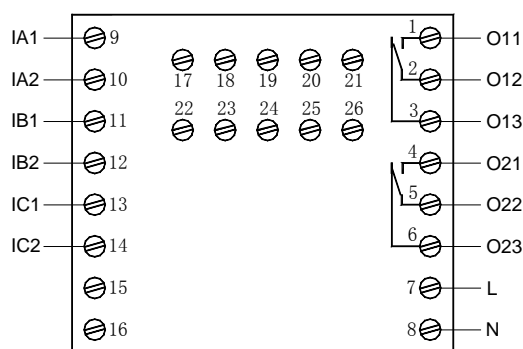 IA1 9 1 O11
17 18 19 20 21
IA2 10 2 O12
22 23 24 25 26
IB1 11 3 O13
IB2 12 4 O21
IC1 13 5 O22
IC2 14 6 O23
15 7 L
16 8 N